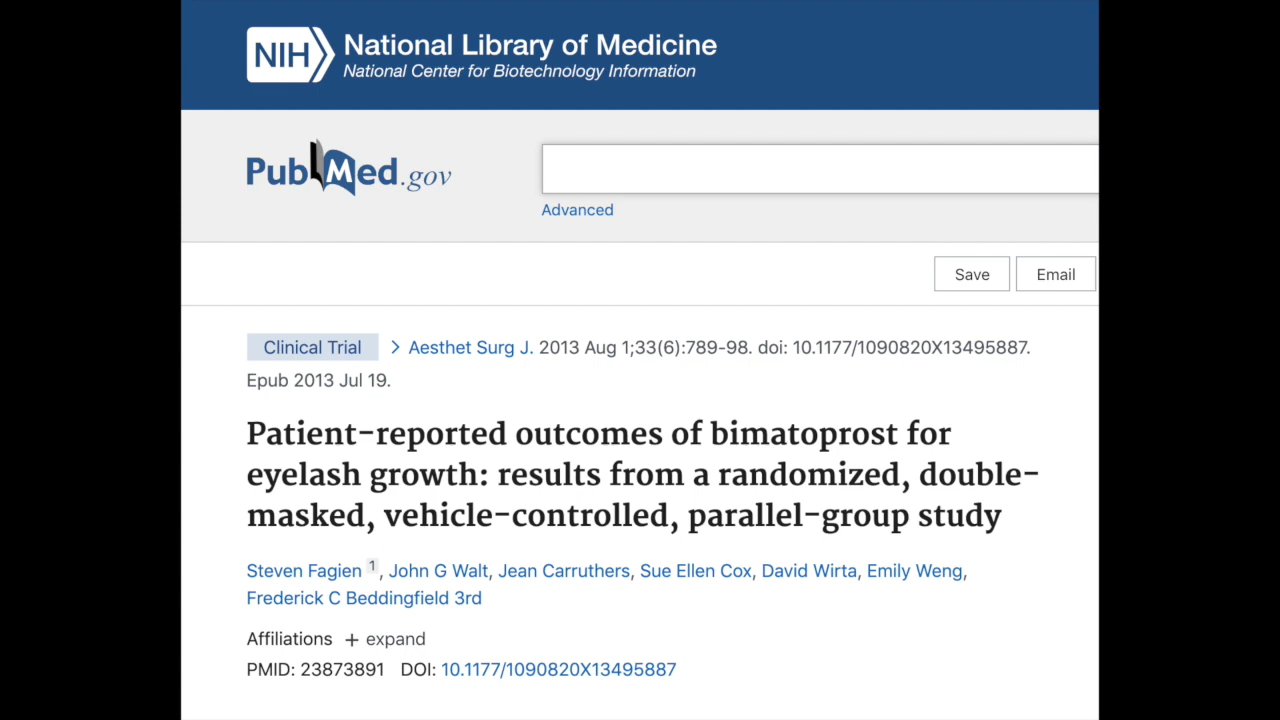 NIH National Library of Medicine
National Center for Biotechnology Information
PubMed.gov
Advanced
Save Email
Clinical Trial > Aesthet Surg J. 2013 Aug 1;33(6):789-98. doi: 10.1177/1090820X13495887.
Epub 2013 Jul 19.
Patient-reported outcomes of bimatoprost for
eyelash growth: results from a randomized, double-
masked, vehicle-controlled, parallel-group study
Steven Fagien 1, John G Walt, Jean Carruthers, Sue Ellen Cox, David Wirta, Emily Weng,
Frederick C Beddingfield 3rd
Affiliations + expand
PMID: 23873891 DOI: 10.1177/1090820X13495887